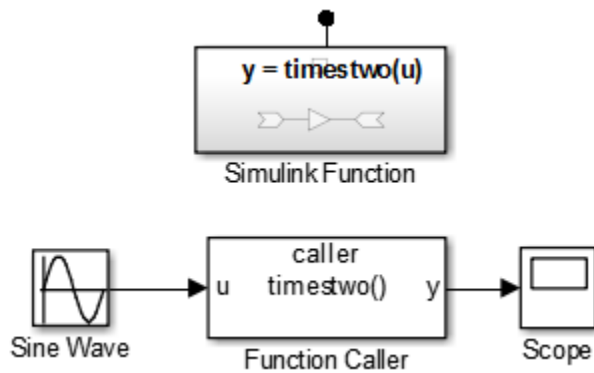 y = timestwo(u)
Simulink Function
caller
u timestwo() y
Sine Wave
Function Caller
Scope